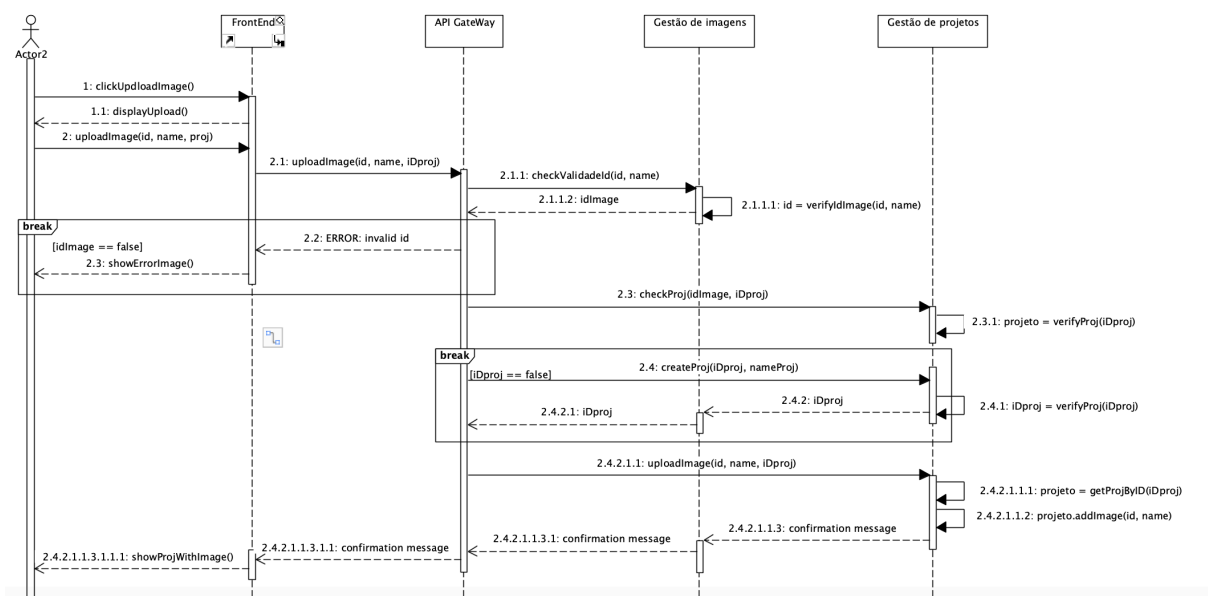 FrontEnd
API GateWay
Gestão de imagens
Gestão de projetos
Actor2
1: clickUpdloadImage()
1.1: displayUpload()
2: uploadImage(id, name, proj)
2.1: uploadImage(id, name, iDproj)
2.1.1: checkValidadeId(id, name)
2.1.1.2: idImage
2.1.1.1: id = verifyIdImage(id, name)
break
[idImage == false]
2.2: ERROR: invalid id
2.3: showErrorImage()
2.3: checkProj(idImage, iDproj)
2.3.1: projeto = verifyProj(iDproj)
break
[iDproj == false]
2.4: createProj(iDproj, nameProj)
2.4.2: iDproj
2.4.1: iDproj = verifyProj(iDproj)
2.4.2.1: iDproj
2.4.2.1.1: uploadImage(id, name, iDproj)
2.4.2.1.1.1: projeto = getProjByID(iDproj)
2.4.2.1.1.2: projeto.addImage(id, name)
2.4.2.1.1.3: confirmation message
2.4.2.1.1.3.1: confirmation message
2.4.2.1.1.3.1.1: confirmation message
2.4.2.1.1.3.1.1.1: showProjWithImage()